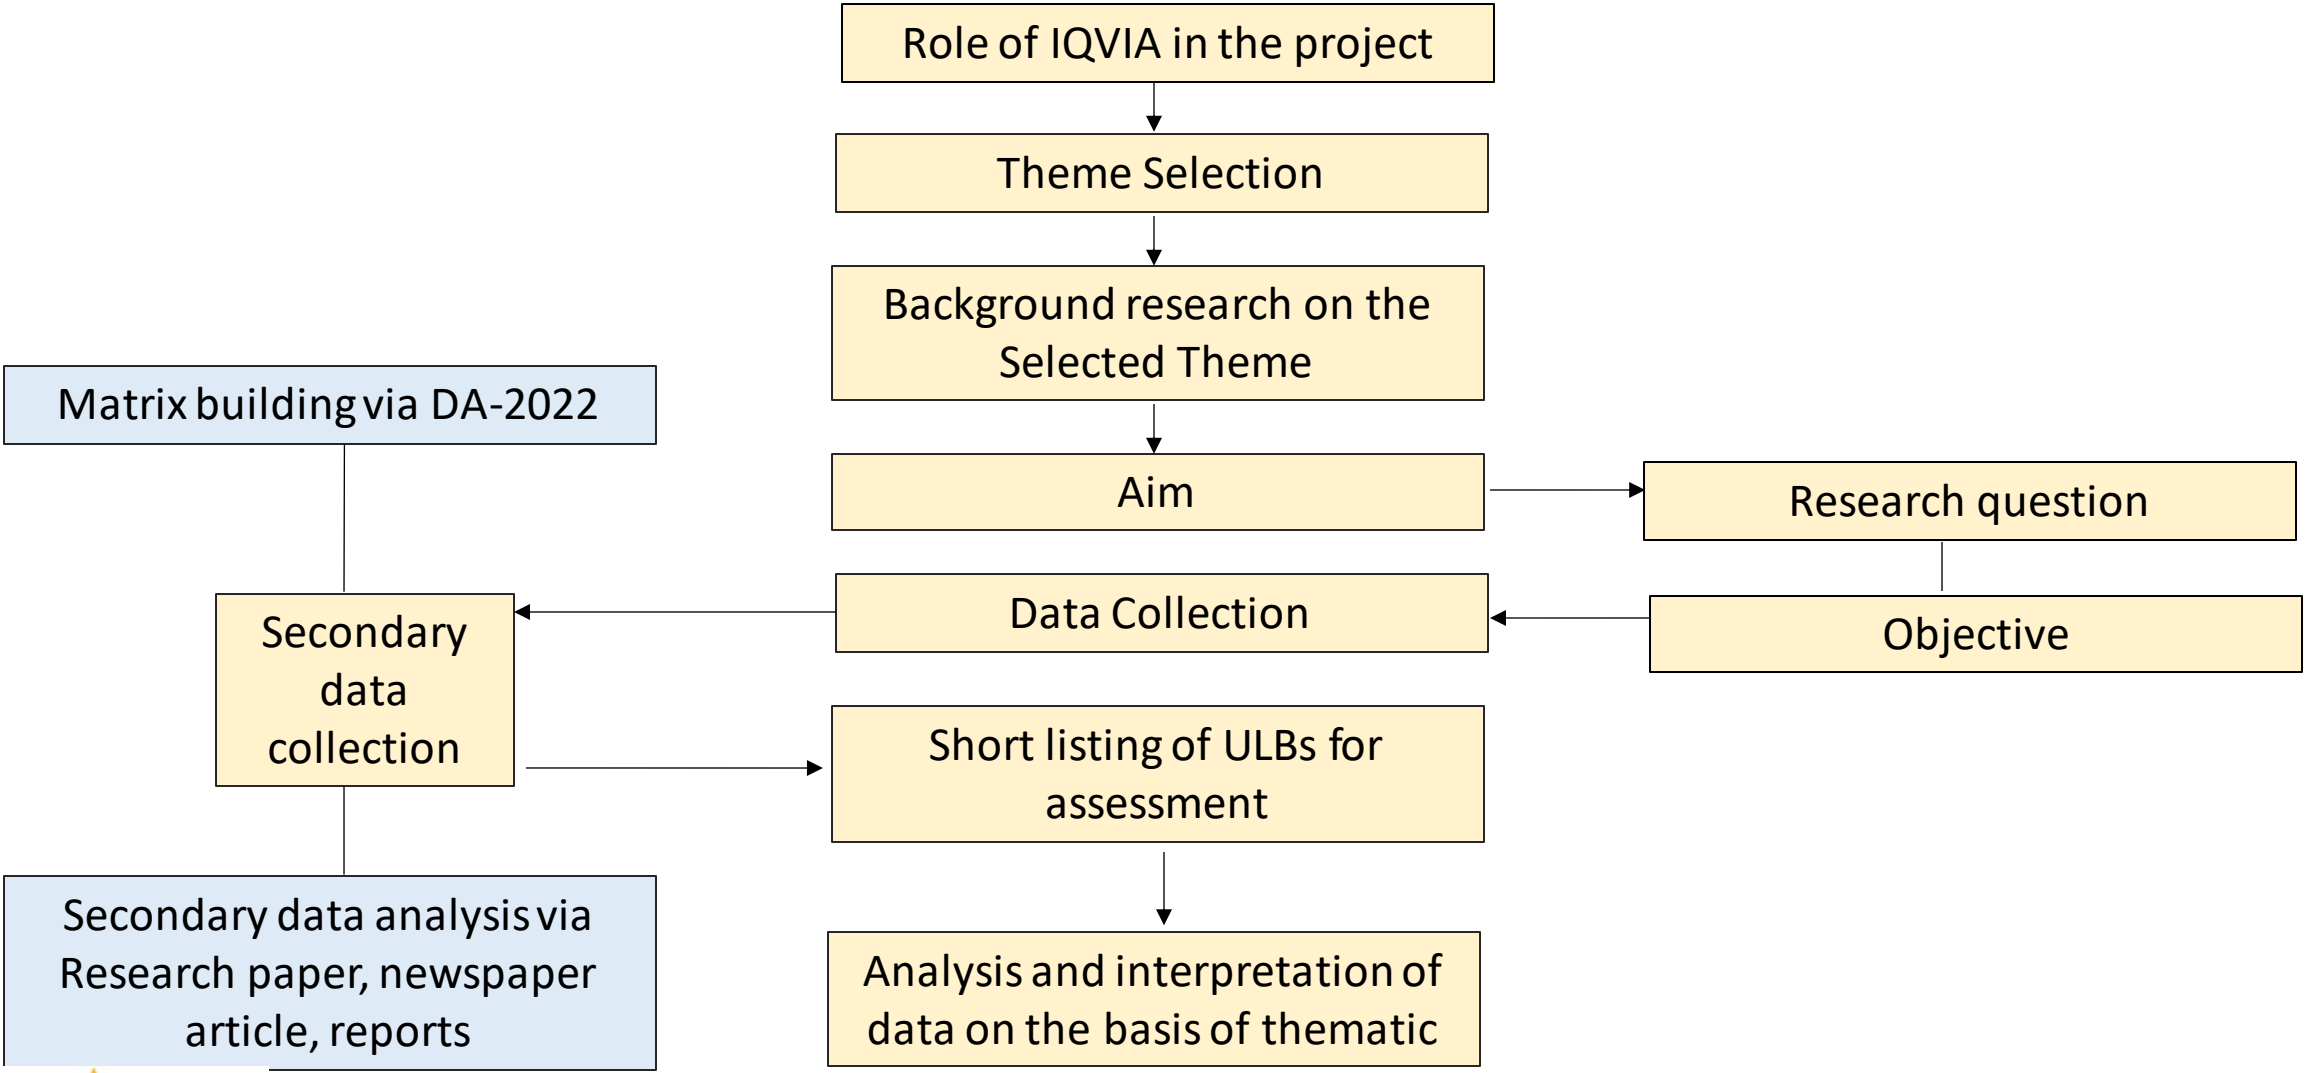 Role of IQVIA in the project
Theme Selection
Background research on the
Selected Theme
Matrix building via DA-2022
Aim
Research question
Secondary
data
collection
Data Collection
Objective
Short listing of ULBs for
assessment
Secondary data analysis via
Research paper, newspaper
article, reports
Analysis and interpretation of
data on the basis of thematic